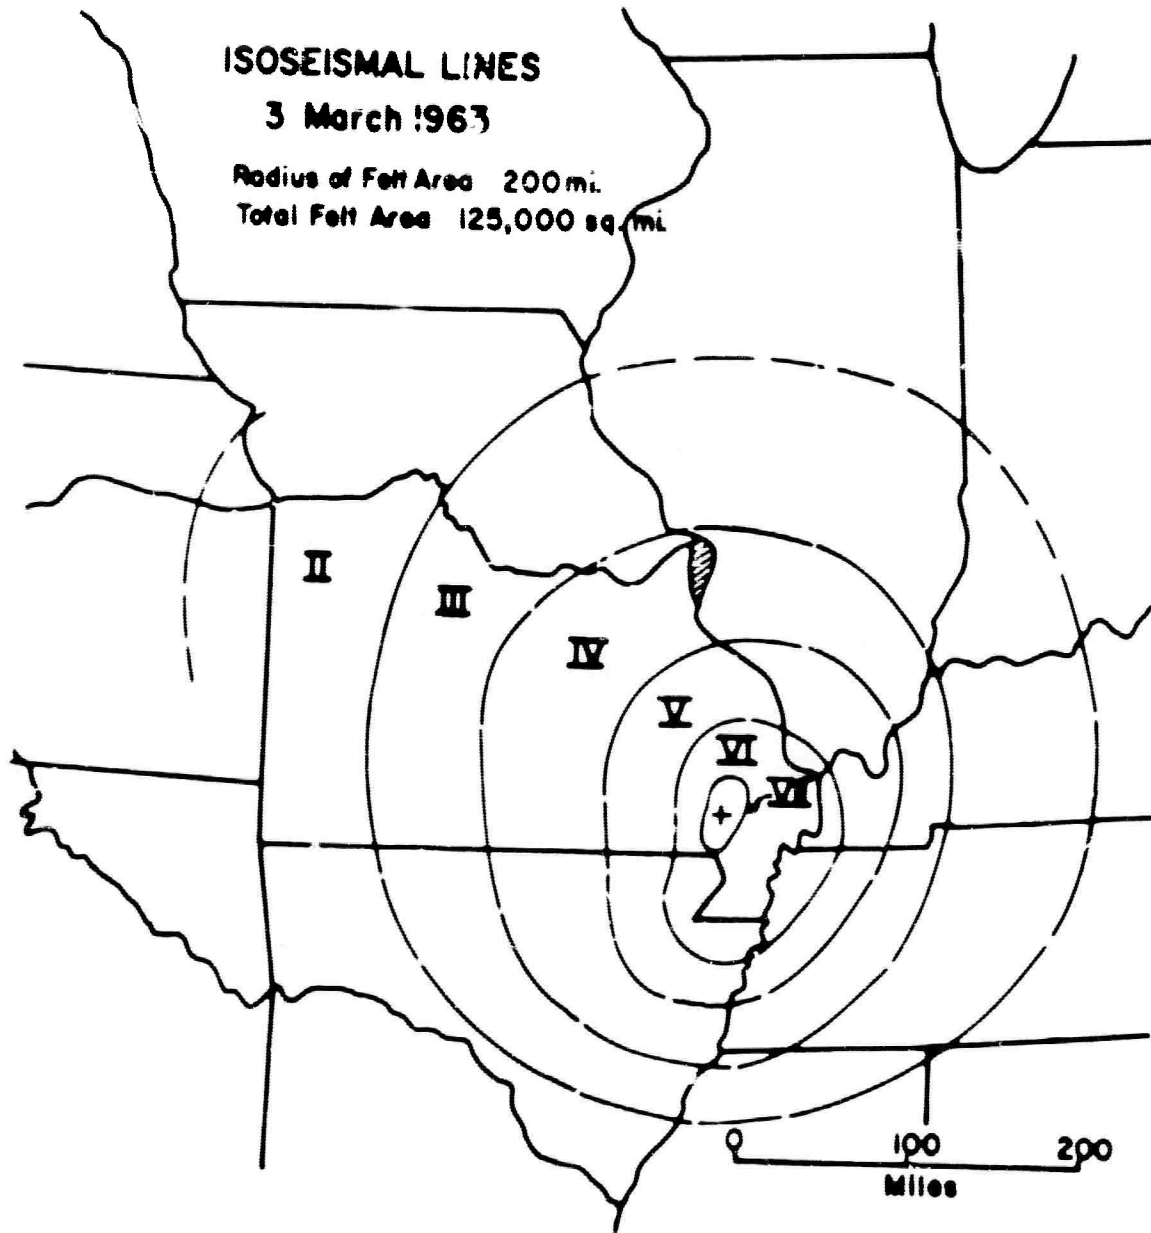 ISOSEISMAL LINES
3 March 1963
Radius of Felt Area 200 mi.
Total Felt Area 125,000 sq. mi.
II
III
IV
V
VI
VII
0 100 200
Miles